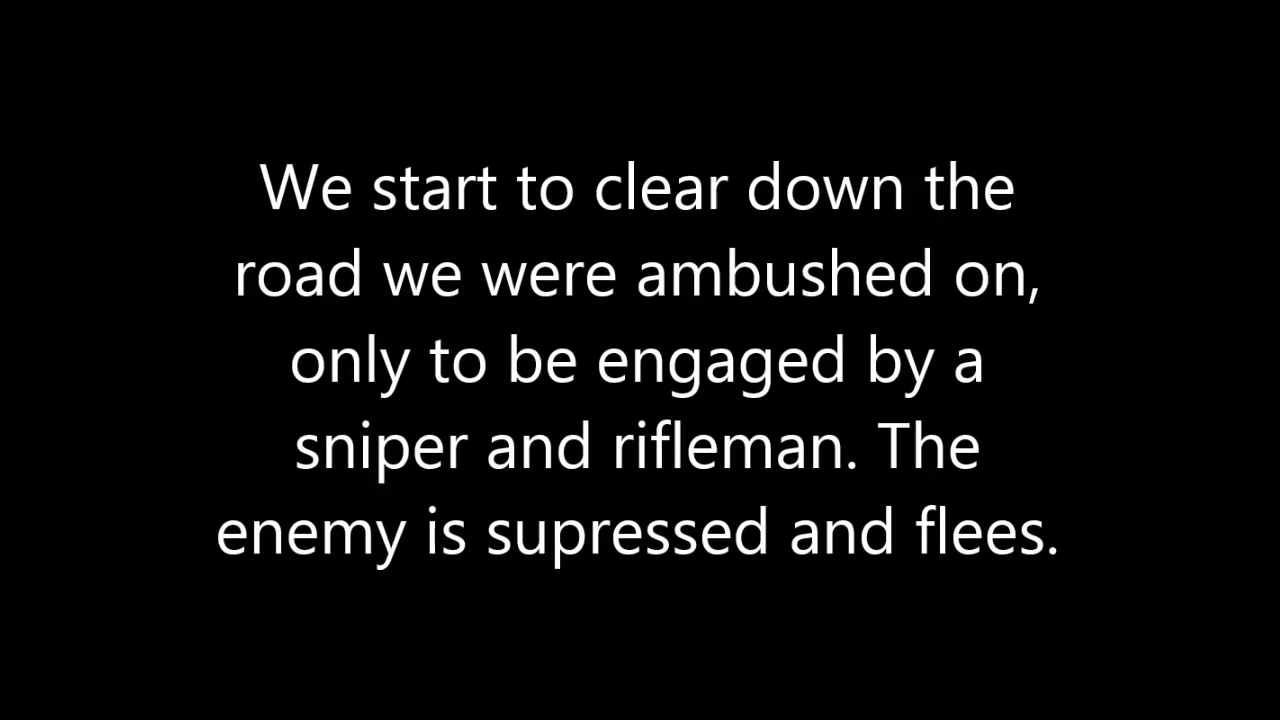 We start to clear down the
road we were ambushed on,
only to be engaged by a
sniper and rifleman. The
enemy is supressed and flees.